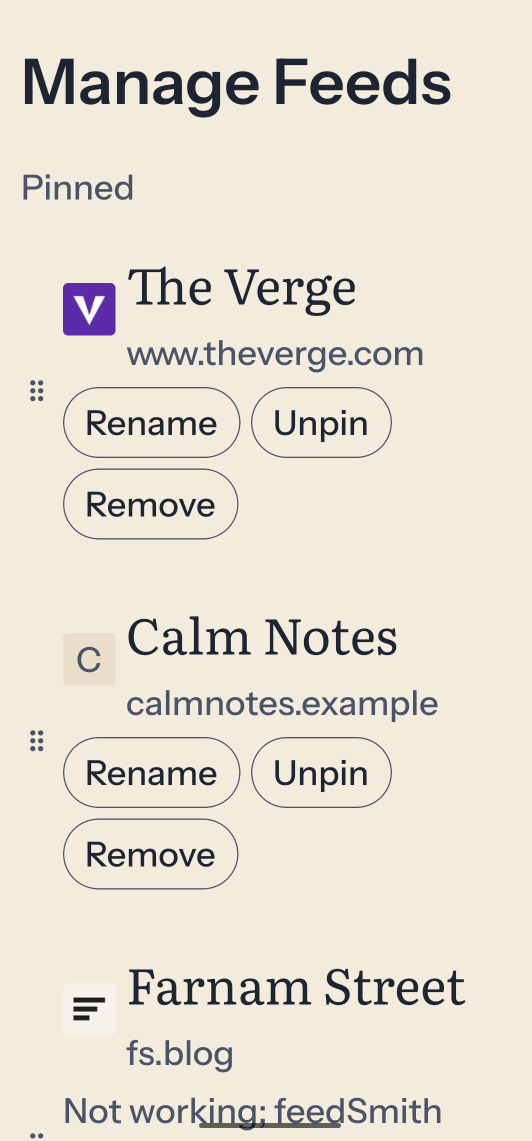 Manage Feeds
Pinned
V
The Verge
www.theverge.com
Rename
Unpin
Remove
C
Calm Notes
calmnotes.example
Rename
Unpin
Remove
Farnam Street
fs.blog
Not working; feedSmith